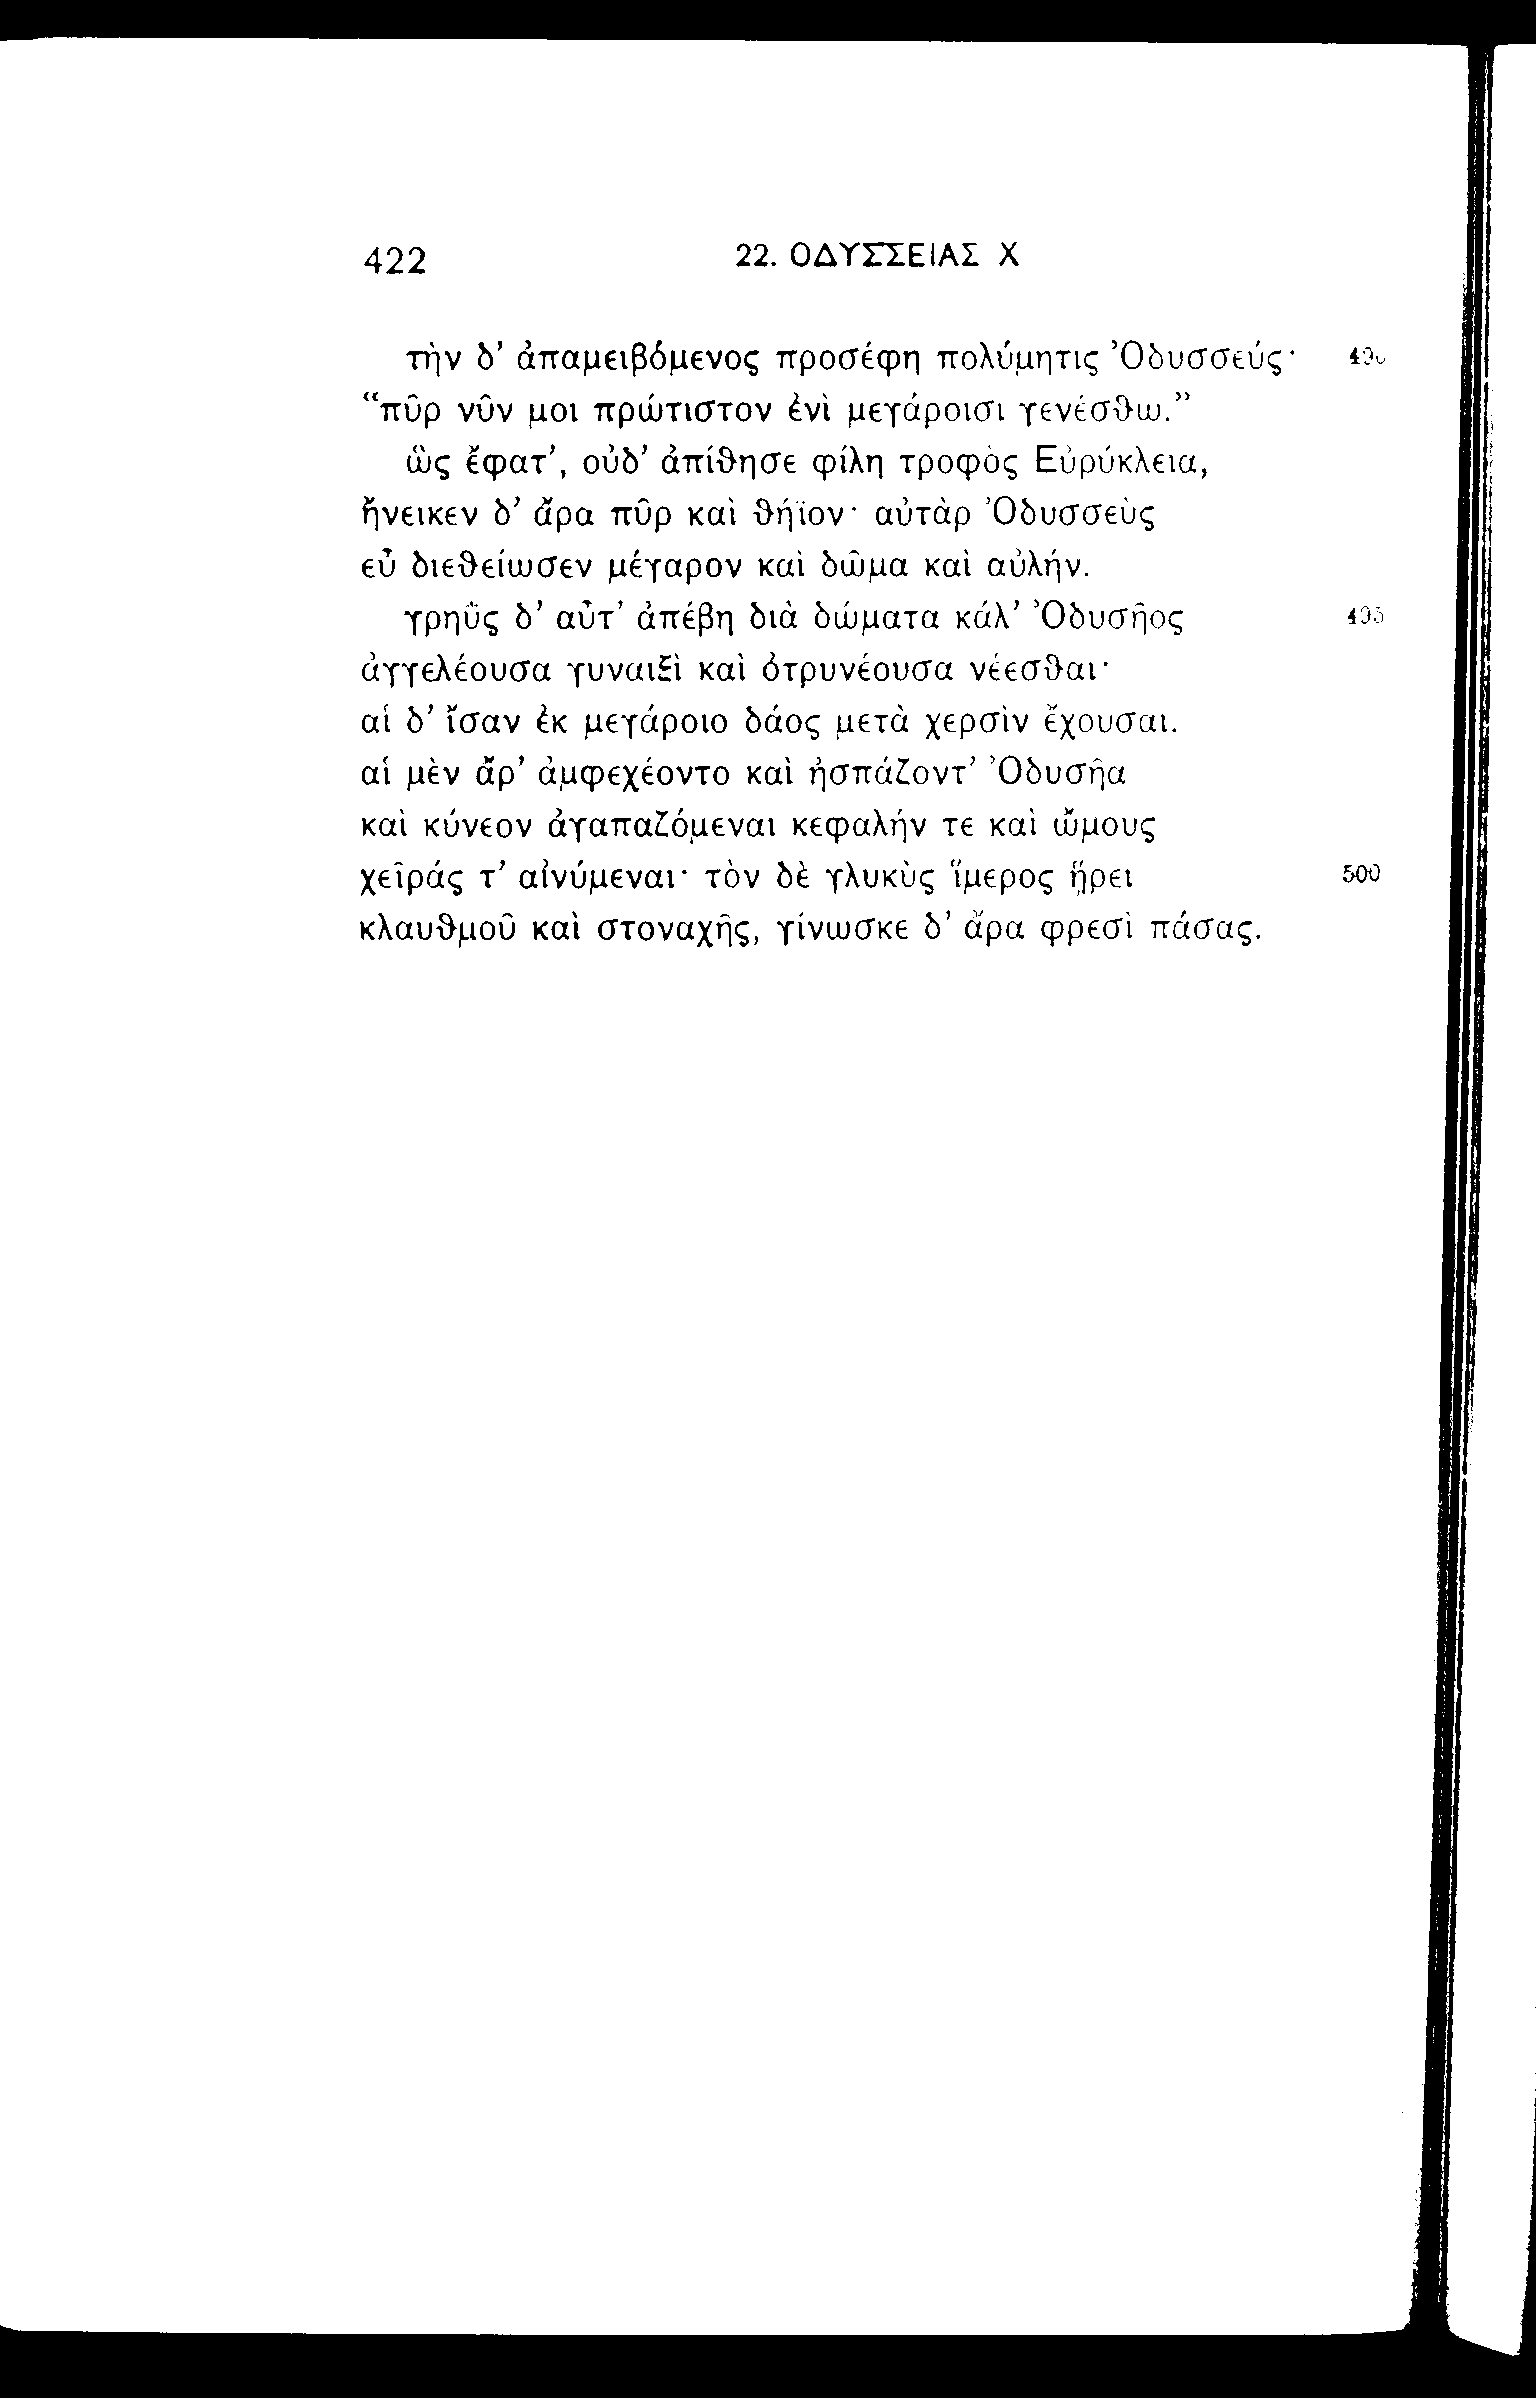 422 22. ΟΔΥΣΣΕΙΑΣ Χ
τὴν δ’ ἀπαμειβόμενος προσέφη πολύμητις Ὀδυσσεύς· 490
“πῦρ νῦν μοι πρώτιστον ἐνὶ μεγάροισι γενέσθω.”
ὣς ἔφατ’, οὐδ’ ἀπίθησε φίλη τροφὸς Εὐρύκλεια,
ἤνεικεν δ’ ἄρα πῦρ καὶ θήϊον· αὐτὰρ Ὀδυσσεὺς
εὖ διεθείωσεν μέγαρον καὶ δῶμα καὶ αὐλήν.
γρηῢς δ’ αὖτ’ ἀπέβη διὰ δώματα κάλ’ Ὀδυσῆος 495
ἀγγελέουσα γυναιξὶ καὶ ὀτρυνέουσα νέεσθαι·
αἱ δ’ ἴσαν ἐκ μεγάροιο δάος μετὰ χερσὶν ἔχουσαι.
αἱ μὲν ἄρ’ ἀμφεχέοντο καὶ ἠσπάζοντ’ Ὀδυσῆα
καὶ κύνεον ἀγαπαζόμεναι κεφαλήν τε καὶ ὤμους
χεῖράς τ’ αἰνύμεναι· τὸν δὲ γλυκὺς ἵμερος ᾕρει 500
κλαυθμοῦ καὶ στοναχῆς, γίνωσκε δ’ ἄρα φρεσὶ πάσας.